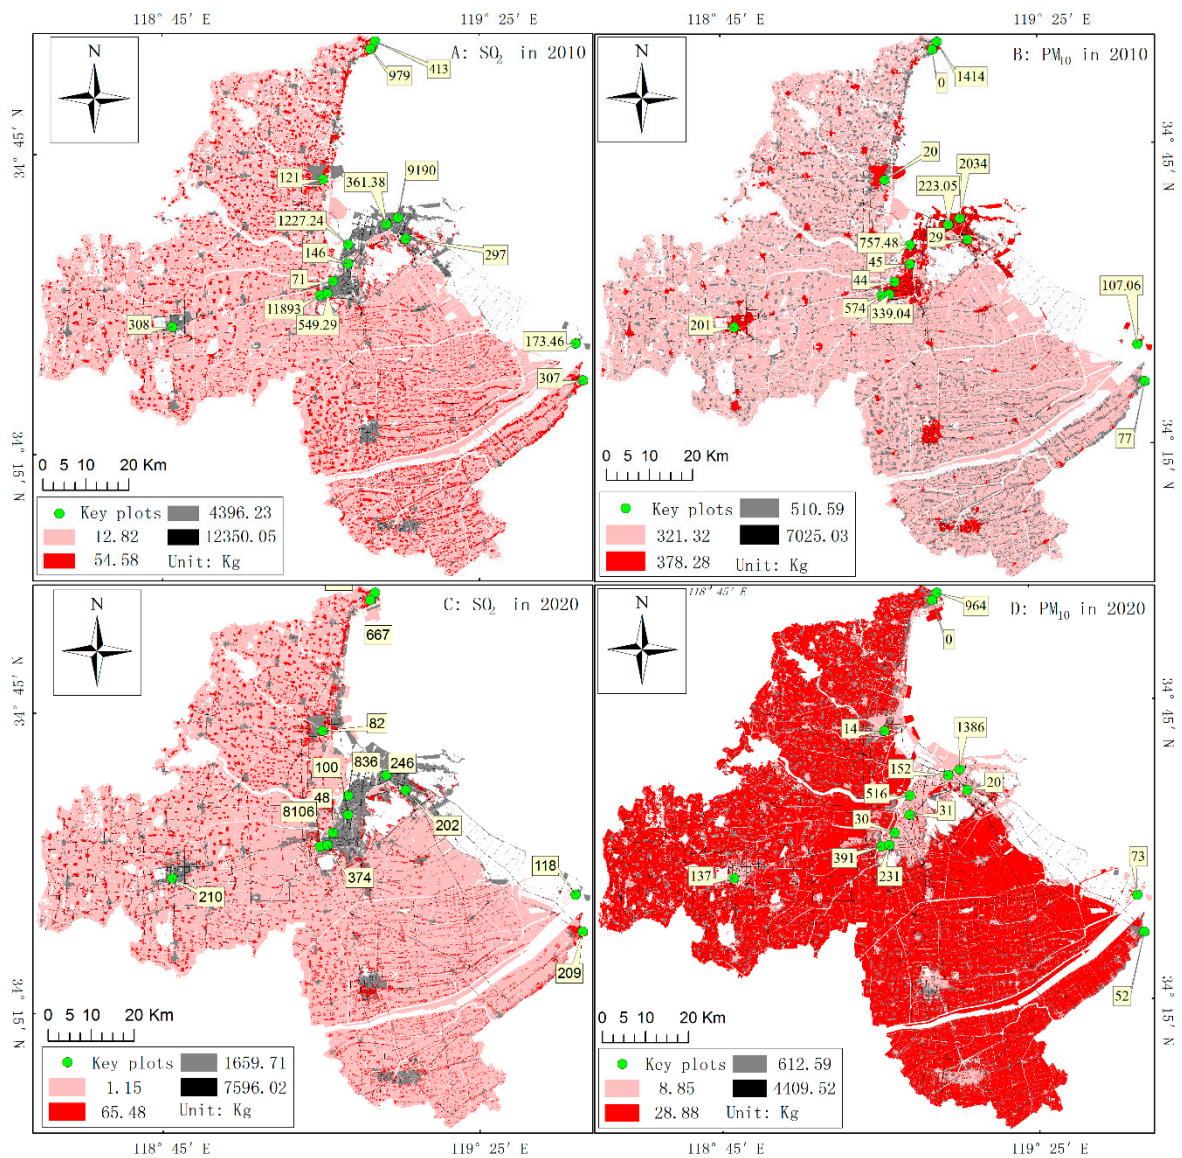 118° 45′ E
119° 25′ E
118° 45′ E
119° 25′ E
N
A: SO₂ in 2010
413
979
34° 45′ N
121
361.38
9190
1227.24
146
297
71
11893
549.29
308
173.46
307
34° 15′ N
0 5 10 20 Km
Key plots
4396.23
12.82
12350.05
54.58
Unit: Kg
N
B: PM₁₀ in 2010
0
1414
34° 45′ N
20
2034
223.05
757.48
29
45
44
574
339.04
201
107.06
77
34° 15′ N
0 5 10 20 Km
Key plots
510.59
321.32
7025.03
378.28
Unit: Kg
N
C: SO₂ in 2020
667
34° 45′ N
82
100
836
246
48
8106
202
374
210
118
209
34° 15′ N
0 5 10 20 Km
Key plots
1659.71
1.15
7596.02
65.48
Unit: Kg
118° 45′ E
N
D: PM₁₀ in 2020
964
0
34° 45′ N
14
1386
152
20
516
31
30
391
231
137
73
52
34° 15′ N
0 5 10 20 Km
Key plots
612.59
8.85
4409.52
28.88
Unit: Kg
118° 45′ E
119° 25′ E
118° 45′ E
119° 25′ E